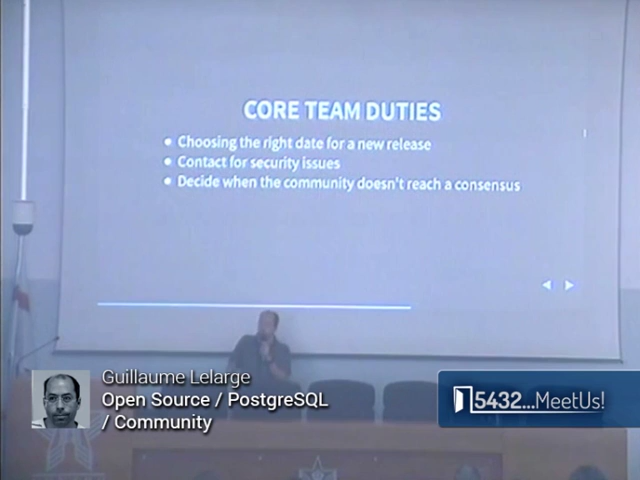 CORE TEAM DUTIES
Choosing the right date for a new release
Contact for security issues
Decide when the community doesn't reach a consensus
Guillaume Lelarge
Open Source / PostgreSQL
/ Community
5432...MeetUs!